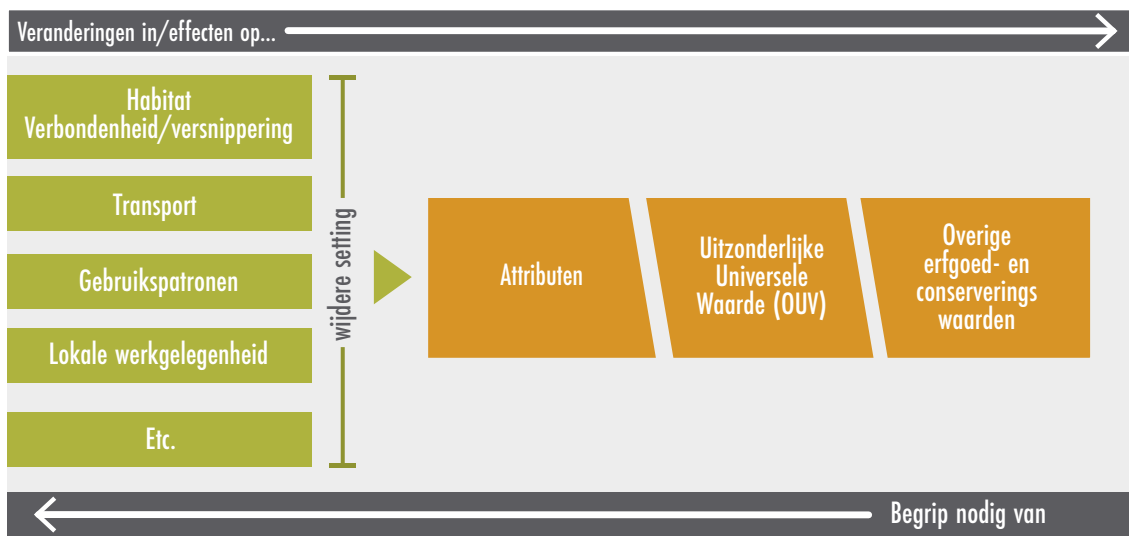 Veranderingen in/effecten op...
Habitat
Verbondenheid/versnippering
Transport
Gebruikspatronen
Lokale werkgelegenheid
Etc.
wijdere setting
Attributen
Uitzonderlijke
Universele
Waarde (OUV)
Overige
erfgoed- en
conserverings
waarden
Begrip nodig van